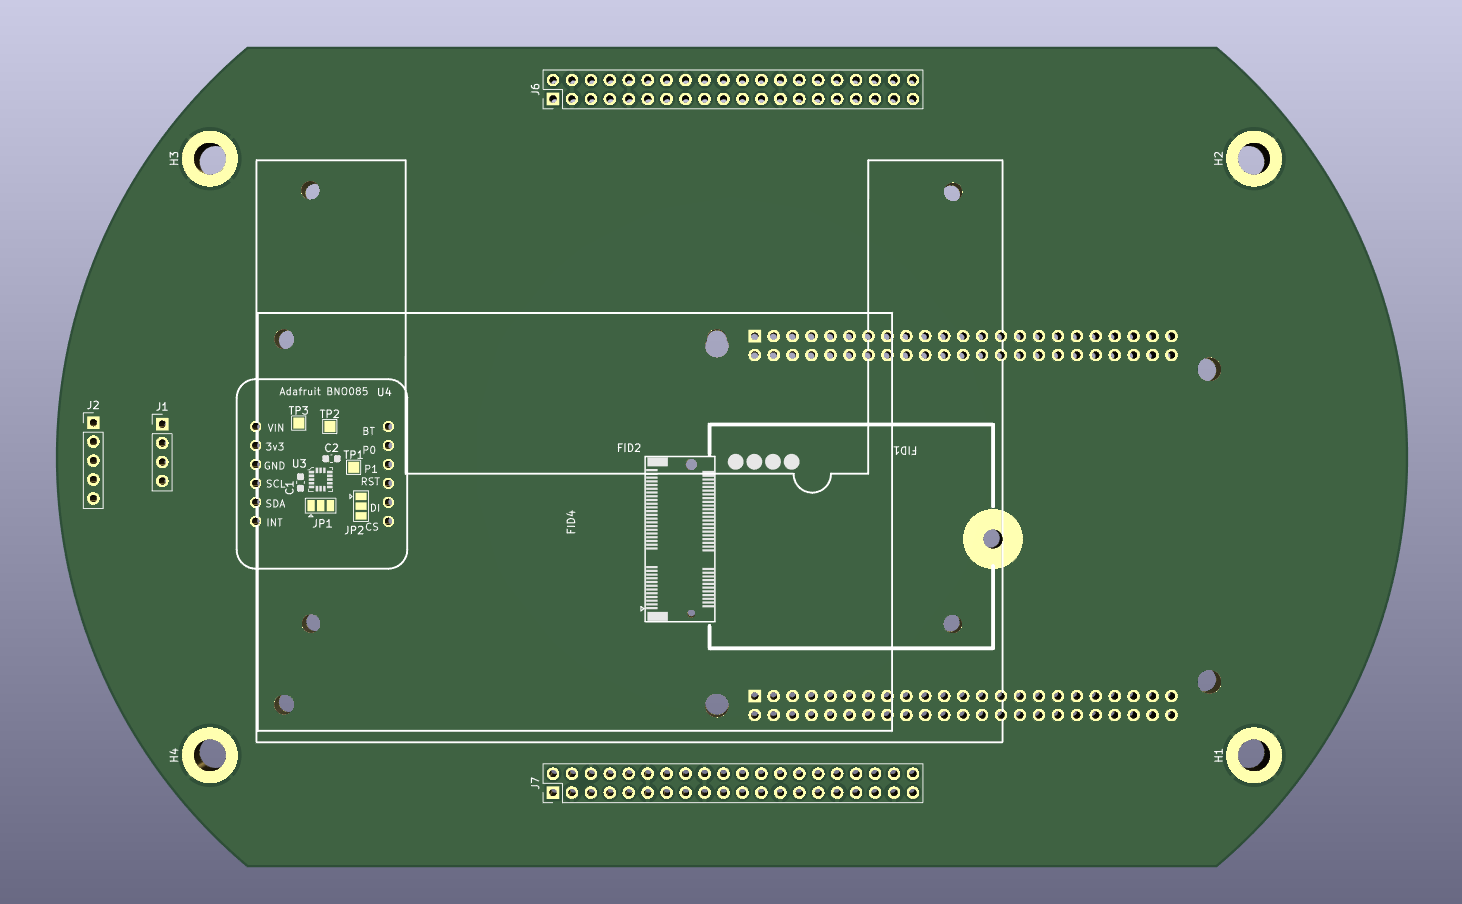 J6
H3
H2
Adafruit BNO085
U4
J2
J1
TP3
TP2
VIN
BT
3v3
C2
P0
FID2
FID1
TP1
GND
U3
P1
SCL
C1
RST
SDA
DI
INT
JP1
JP2
CS
FID4
H4
H1
J7